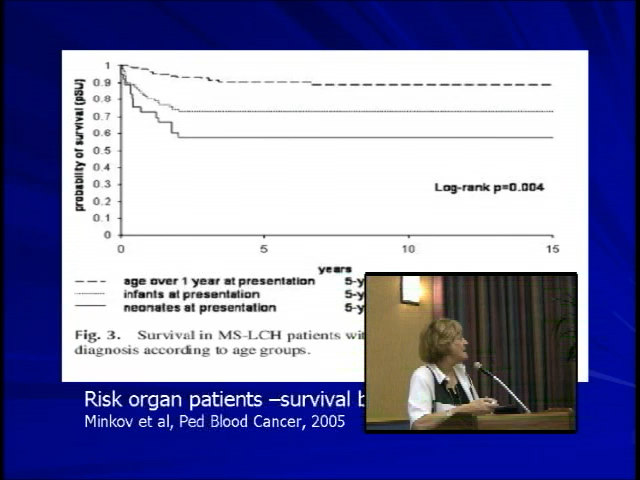 probability of survival (pSU)
1
0.9
0.8
0.7
0.6
0.5
0.4
0.3
0.2
0.1
0
0 5 10 15
Log-rank p=0.004
years
age over 1 year at presentation 5-y
infants at presentation 5-y
neonates at presentation 5-y
Fig. 3. Survival in MS-LCH patients
diagnosis according to age groups.
Risk organ patients –survival
Minkov et al, Ped Blood Cancer, 2005